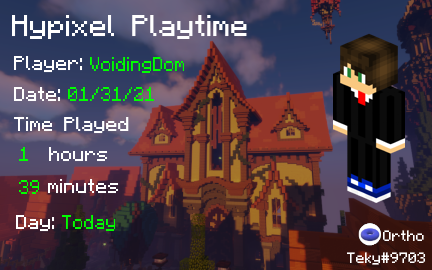 Hypixel Playtime
Player: VoidingDom
Date: 01/31/21
Time Played
1 hours
39 minutes
Day: Today
Ortho
Teky#9703